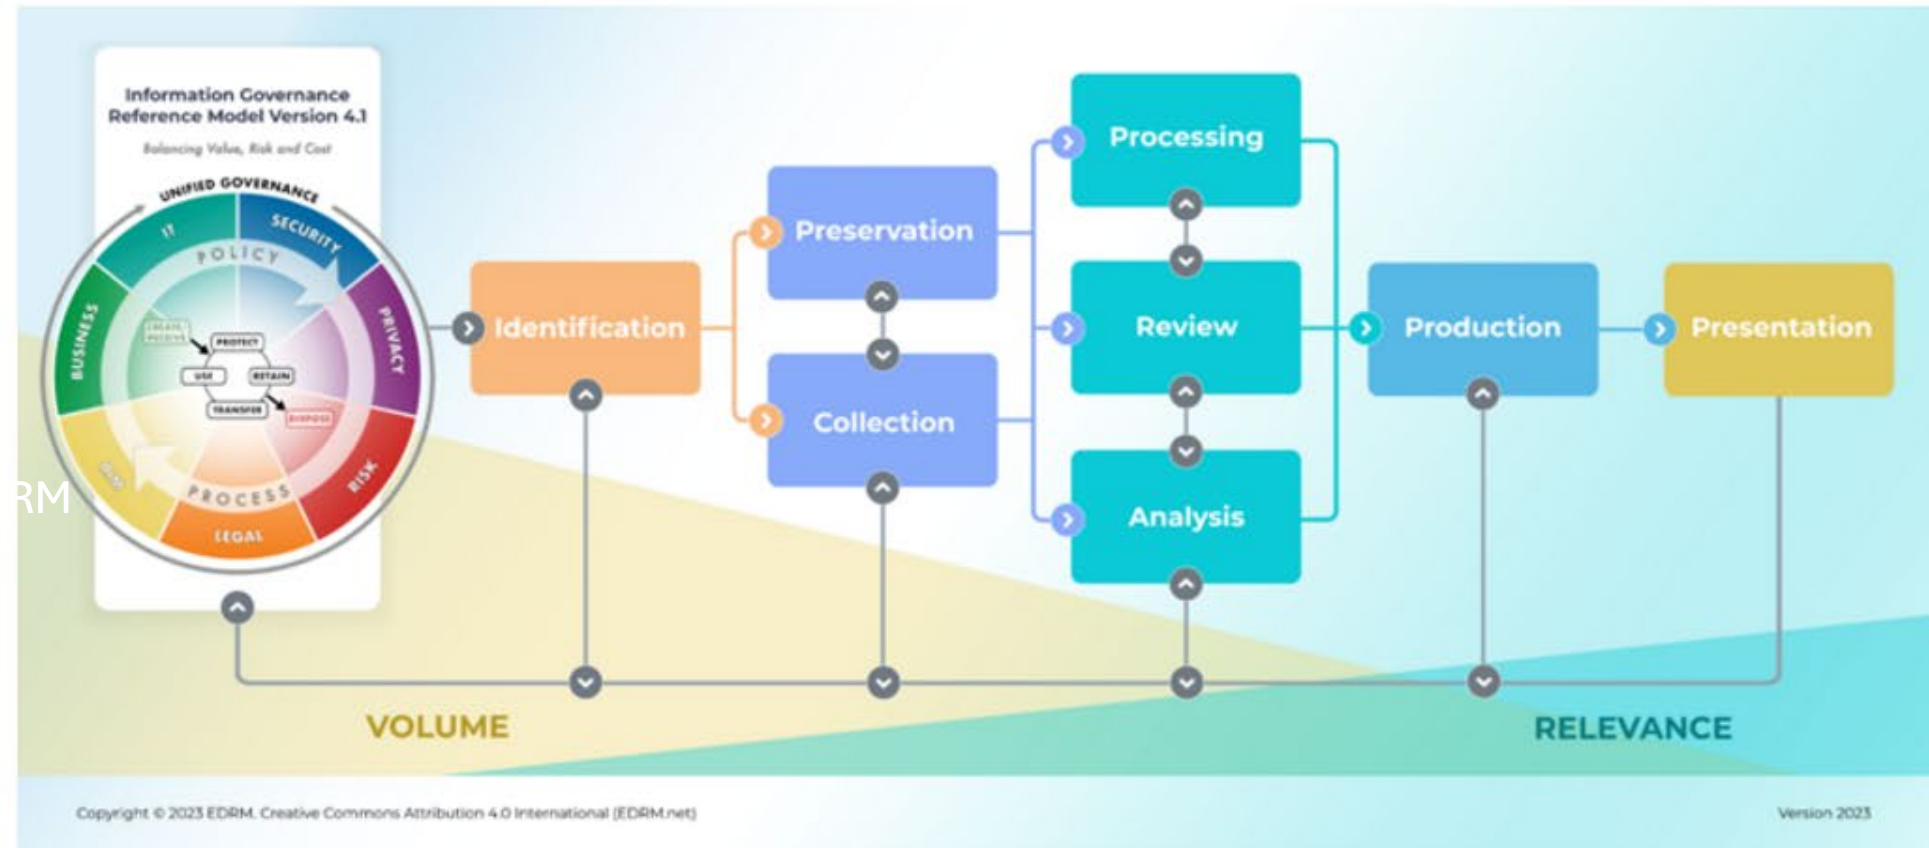 Information Governance
Reference Model Version 4.1
Balancing Value, Risk and Cost
UNIFIED GOVERNANCE
IT
SECURITY
POLICY
BUSINESS
PRIVACY
PROTECT
USE
RETAIN
TRANSFER
DISPOSE
RISK
PROCESS
LEGAL
RM
Identification
Preservation
Collection
Processing
Review
Analysis
Production
Presentation
VOLUME
RELEVANCE
Copyright © 2023 EDRM. Creative Commons Attribution 4.0 International (EDRM.net)
Version 2023